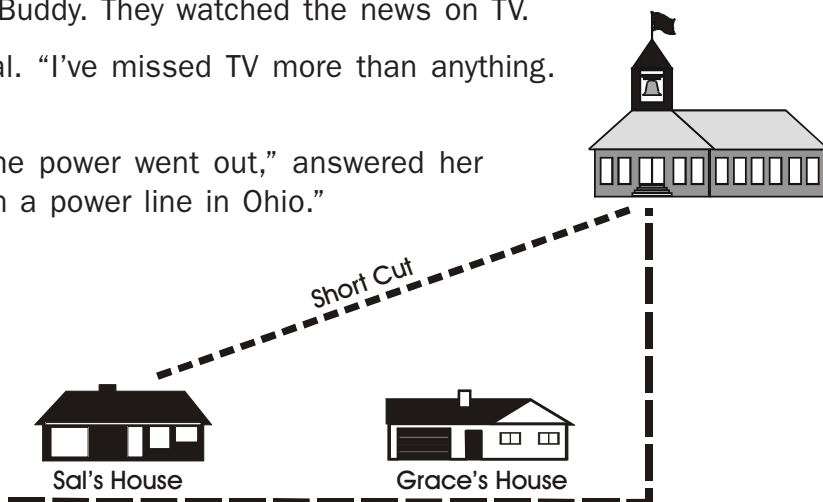 Buddy. They watched the news on TV.
al. “I’ve missed TV more than anything.
ne power went out,” answered her
n a power line in Ohio.”
Short Cut
Sal’s House
Grace’s House